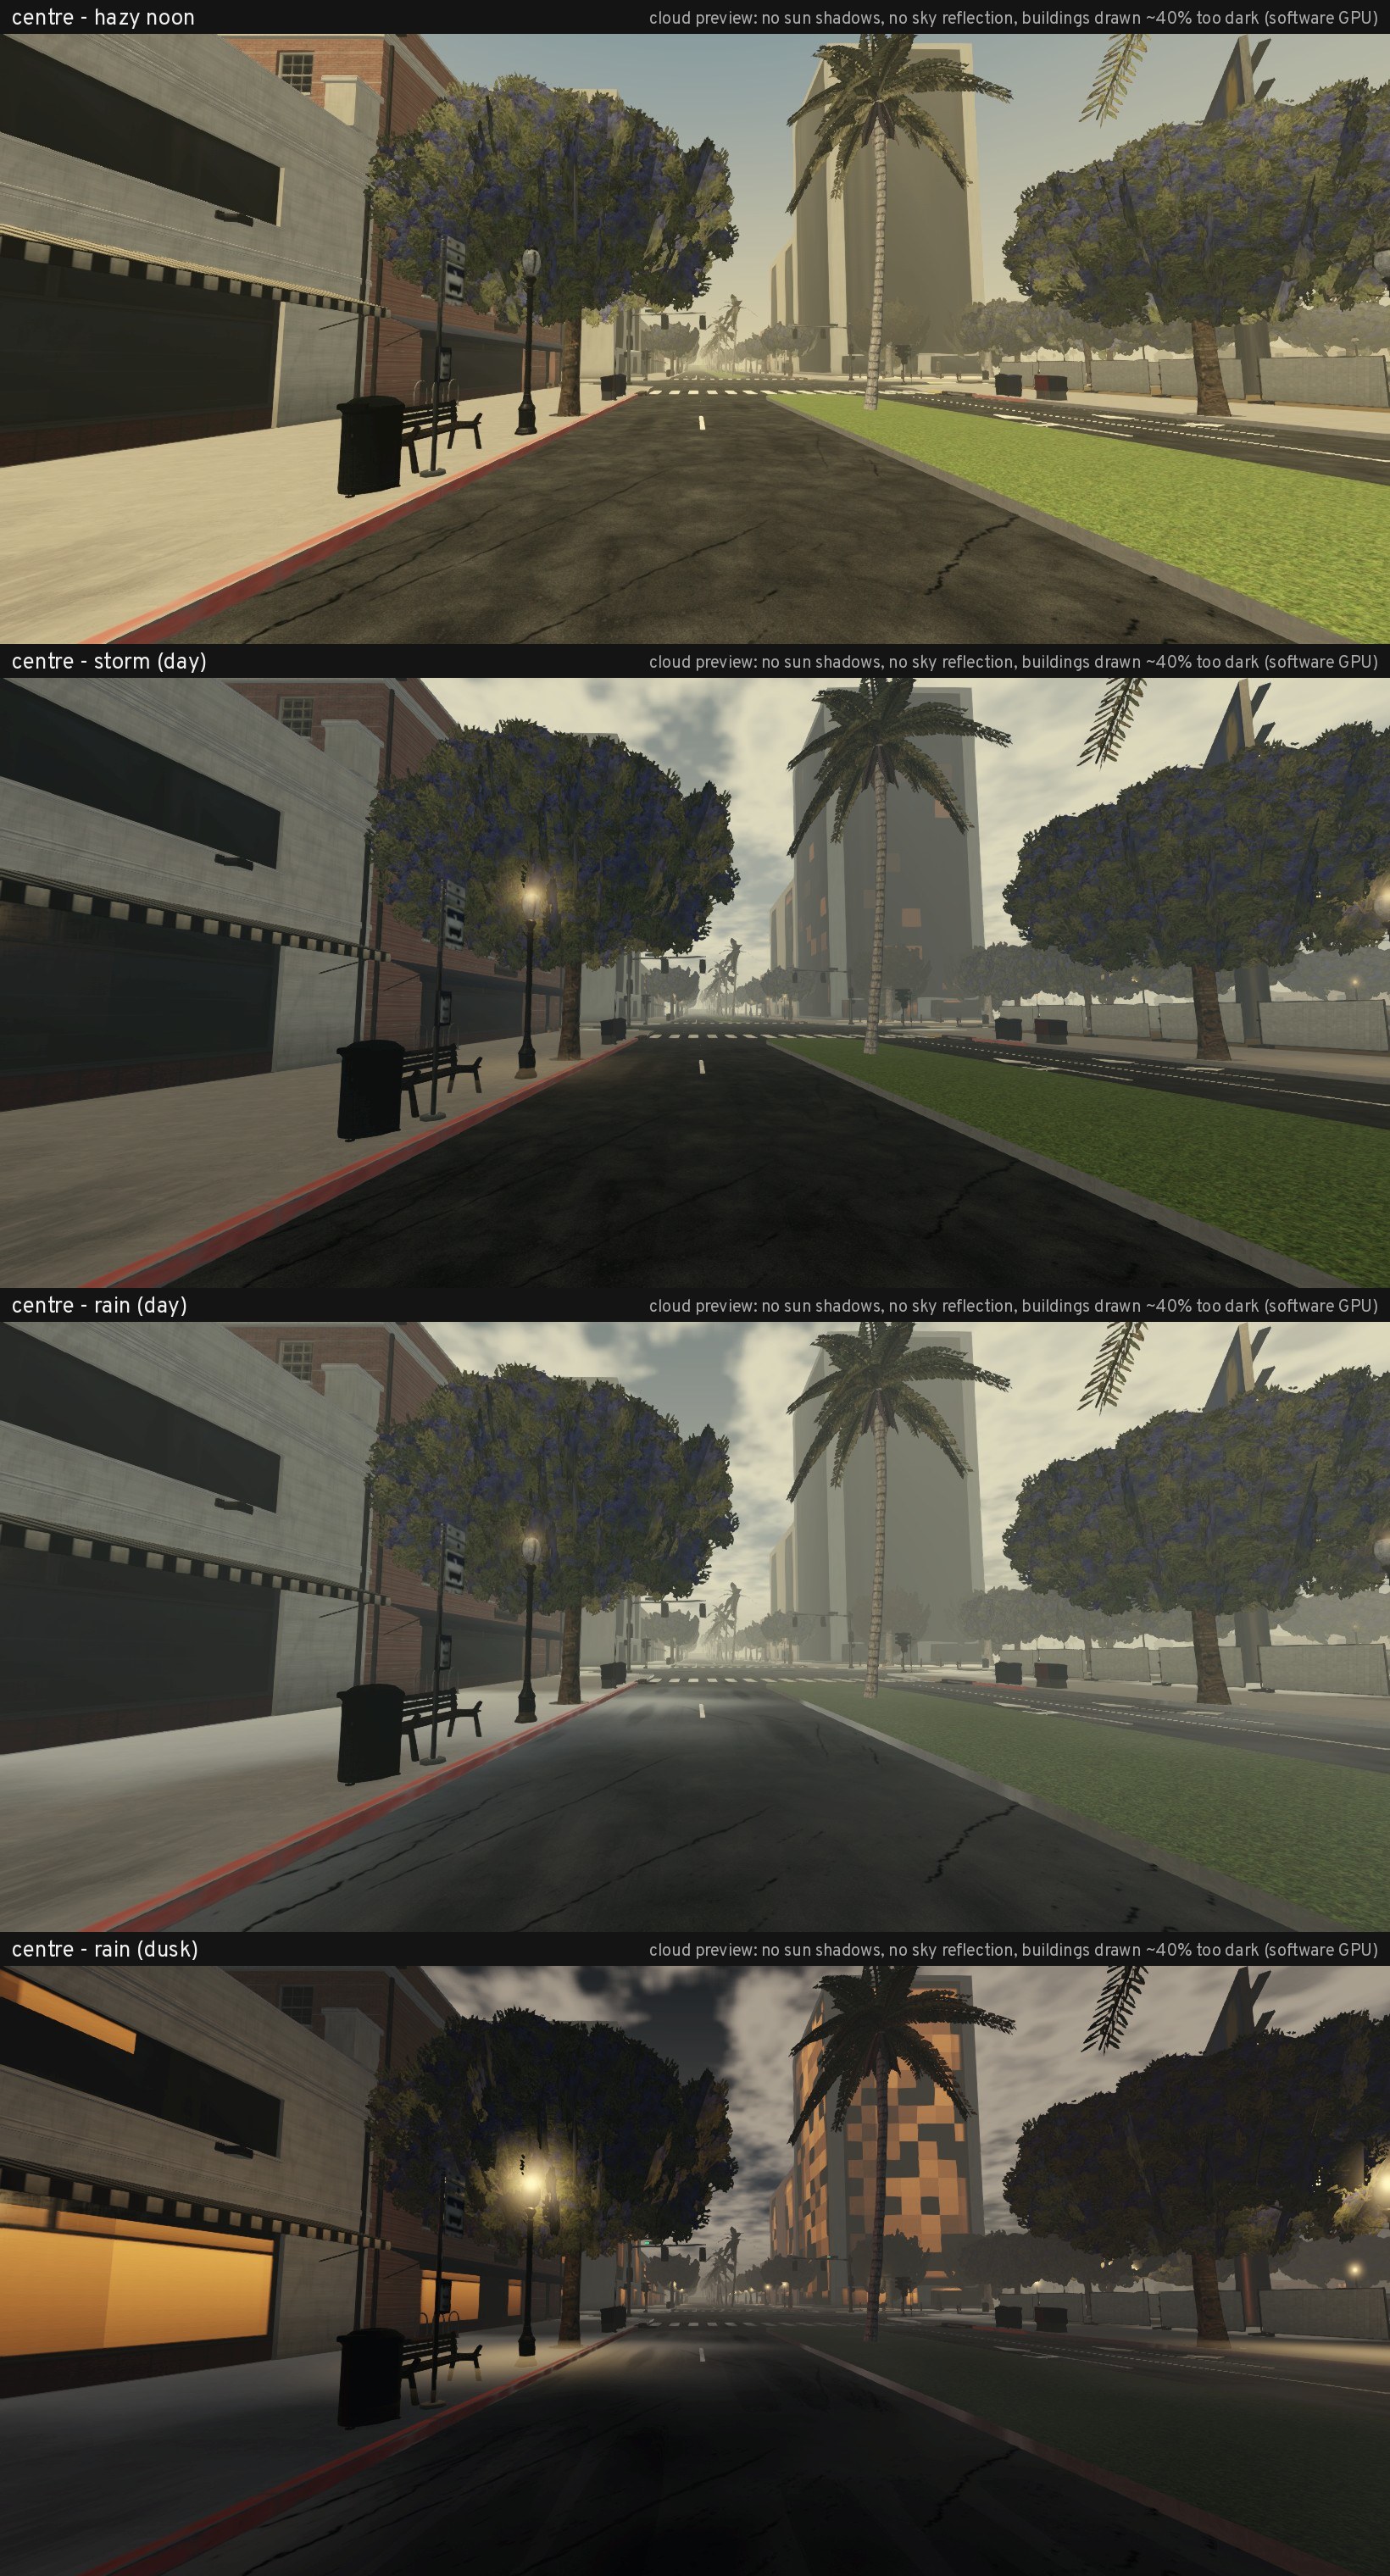 centre - hazy noon
cloud preview: no sun shadows, no sky reflection, buildings drawn ~40% too dark (software GPU)
centre - storm (day)
cloud preview: no sun shadows, no sky reflection, buildings drawn ~40% too dark (software GPU)
centre - rain (day)
cloud preview: no sun shadows, no sky reflection, buildings drawn ~40% too dark (software GPU)
centre - rain (dusk)
cloud preview: no sun shadows, no sky reflection, buildings drawn ~40% too dark (software GPU)